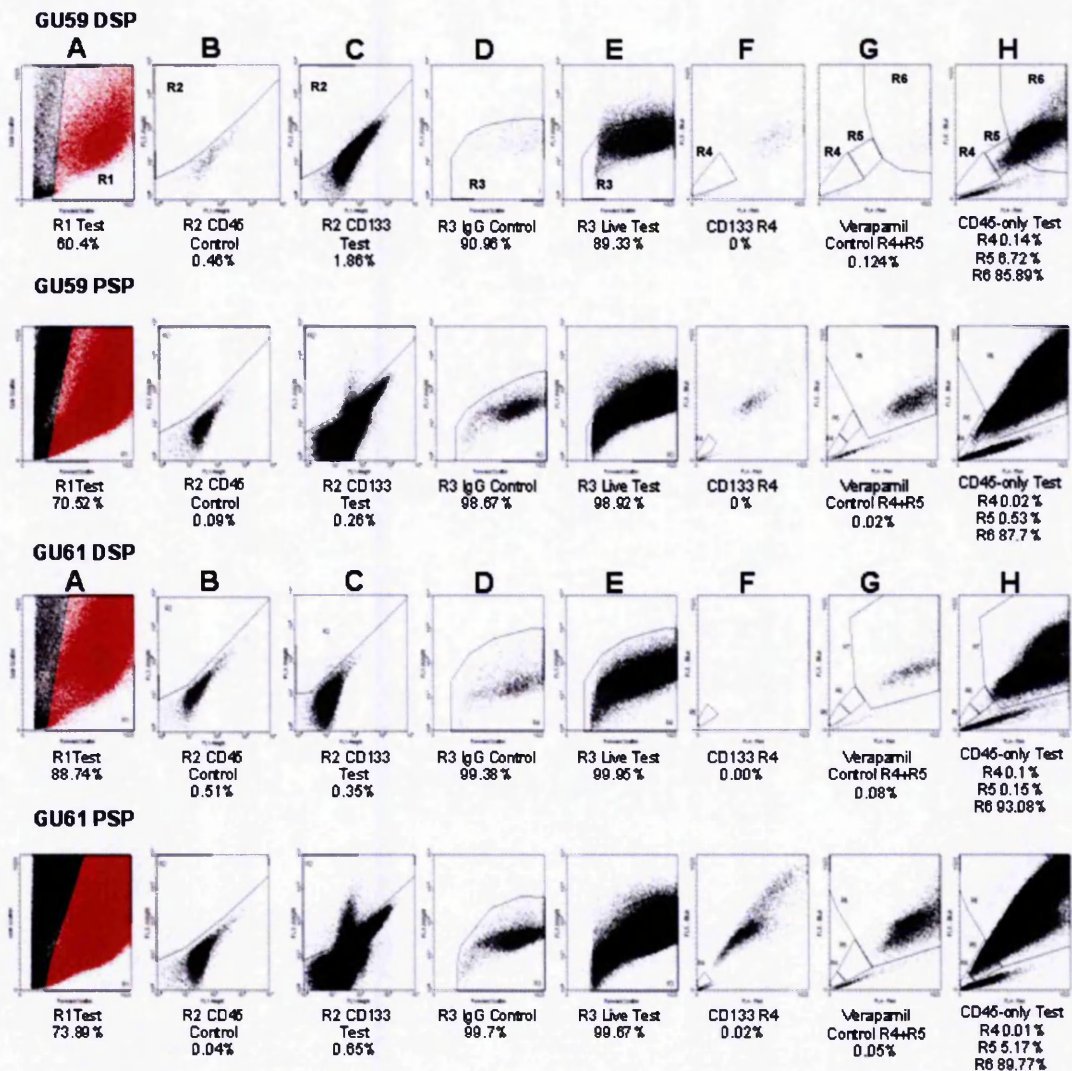 GU59 DSP
A B C D E F G H
R1
R2
R2
R3
R3
R4
R6
R5
R4
R6
R5
R4
R1 Test
60.4%
R2 CD45
Control
0.46%
R2 CD133
Test
1.86%
R3 IgG Control
90.96%
R3 Live Test
89.33%
CD133 R4
0%
Verapamil
Control R4+R5
0.124%
CD45-only Test
R4 0.14%
R5 6.72%
R6 85.89%
GU59 PSP
R1Test
70.52%
R2 CD45
Control
0.09%
R2 CD133
Test
0.26%
R3 IgG Control
98.67%
R3 Live Test
98.92%
CD133 R4
0%
Verapamil
Control R4+R5
0.02%
CD45-only Test
R4 0.02%
R5 0.53%
R6 87.7%
GU61 DSP
A B C D E F G H
R1Test
88.74%
R2 CD45
Control
0.51%
R2 CD133
Test
0.35%
R3 IgG Control
99.38%
R3 Live Test
99.95%
CD133 R4
0.00%
Verapamil
Control R4+R5
0.08%
CD45-only Test
R4 0.1%
R5 0.15%
R6 93.08%
GU61 PSP
R1Test
73.89%
R2 CD45
Control
0.04%
R2 CD133
Test
0.65%
R3 IgG Control
99.7%
R3 Live Test
99.67%
CD133 R4
0.02%
Verapamil
Control R4+R5
0.05%
CD45-only Test
R4 0.01%
R5 5.17%
R6 89.77%